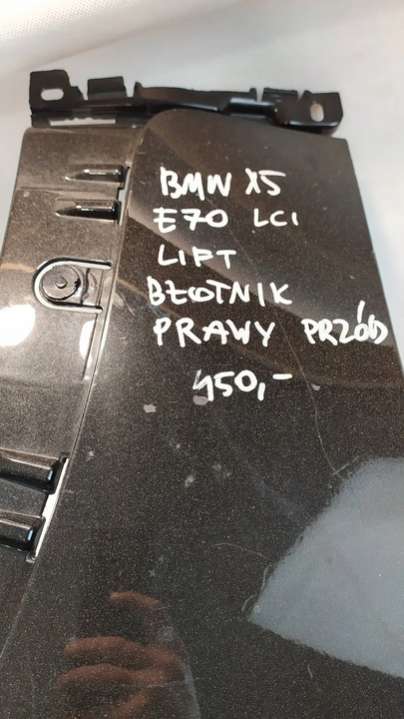 BMW X5
E70 LCI
LIFT
BŁOTNIK
PRAWY PRZÓD
450,-